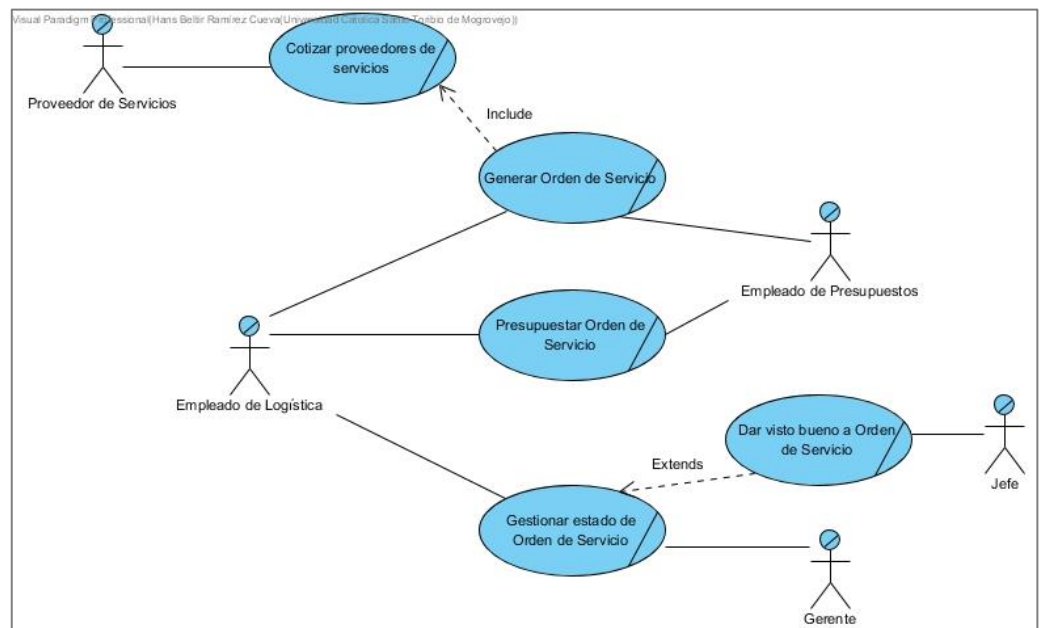 Visual Paradigm Professional(Hans Beltir Ramírez Cueva(Universidad Catolica Santo Toribio de Mogrovejo))
Cotizar proveedores de
servicios
Proveedor de Servicios
Include
Generar Orden de Servicio
Empleado de Presupuestos
Presupuestar Orden de
Servicio
Empleado de Logística
Dar visto bueno a Orden
de Servicio
Extends
Jefe
Gestionar estado de
Orden de Servicio
Gerente